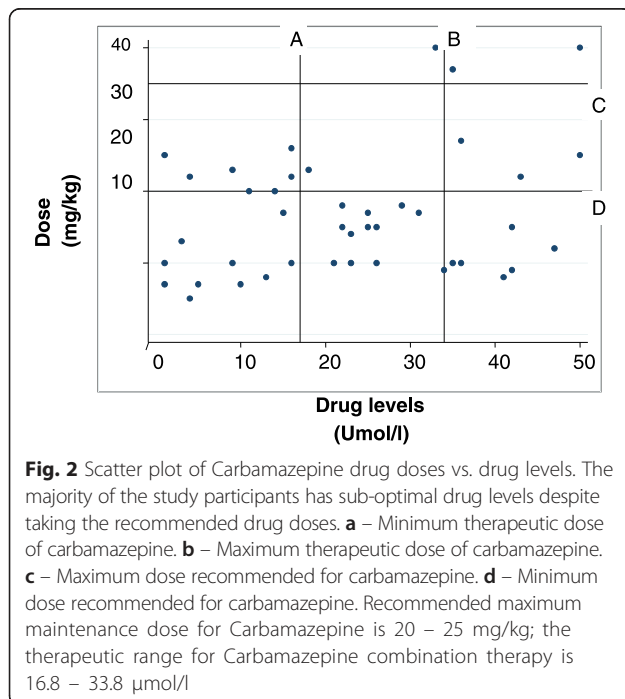 A B
40
30
C
20
10
D
Dose
(mg/kg)
0 10 20 30 40 50
Drug levels
(Umol/l)
Fig. 2 Scatter plot of Carbamazepine drug doses vs. drug levels. The
majority of the study participants has sub-optimal drug levels despite
taking the recommended drug doses. a – Minimum therapeutic dose
of carbamazepine. b – Maximum therapeutic dose of carbamazepine.
c – Maximum dose recommended for carbamazepine. d – Minimum
dose recommended for carbamazepine. Recommended maximum
maintenance dose for Carbamazepine is 20 – 25 mg/kg; the
therapeutic range for Carbamazepine combination therapy is
16.8 – 33.8 μmol/l